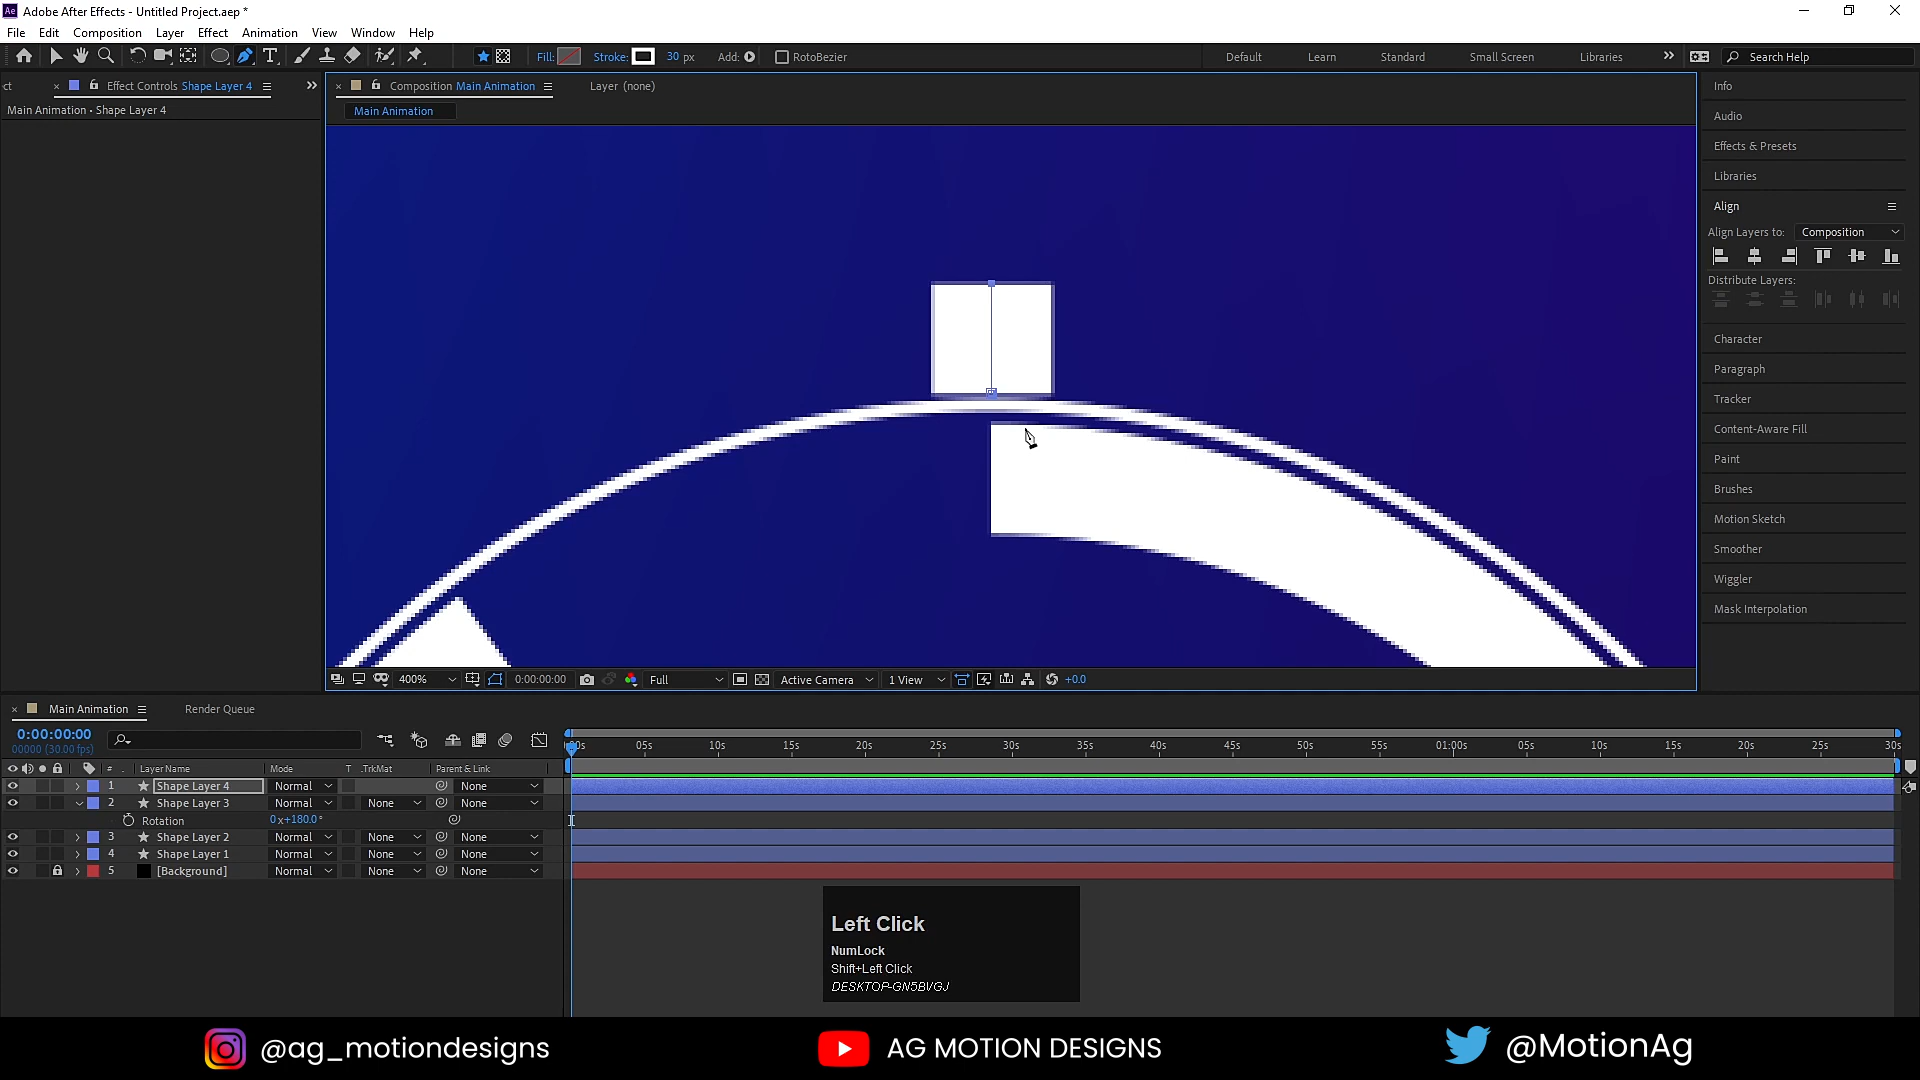 Adobe After Effects - Untitled Project.aep *
File Edit Composition Layer Effect Animation View Window Help
Fill: Stroke: 30 px Add: RotoBezier Default Learn Standard Small Screen Libraries Search Help
ct Effect Controls Shape Layer 4
Composition Main Animation Layer (none)
Main Animation • Shape Layer 4
Main Animation
Info
Audio
Effects & Presets
Libraries
Align
Align Layers to: Composition
Distribute Layers:
Character
Paragraph
Tracker
Content-Aware Fill
Paint
Brushes
Motion Sketch
Smoother
Wiggler
Mask Interpolation
400% 0:00:00:00 Full Active Camera 1 View +0.0
Main Animation Render Queue
0:00:00:00
00000 (30.00 fps)
00s 05s 10s 15s 20s 25s 30s 35s 40s 45s 50s 55s 01:00s 05s 10s 15s 20s 25s 30s
# Layer Name Mode T .TrkMat Parent & Link
1 Shape Layer 4 Normal None
2 Shape Layer 3 Normal None None
Rotation 0x+180.0°
3 Shape Layer 2 Normal None None
4 Shape Layer 1 Normal None None
5 [Background] Normal None None
Left Click
NumLock
Shift+Left Click
DESKTOP-GN5BVGJ
@ag_motiondesigns AG MOTION DESIGNS @MotionAg